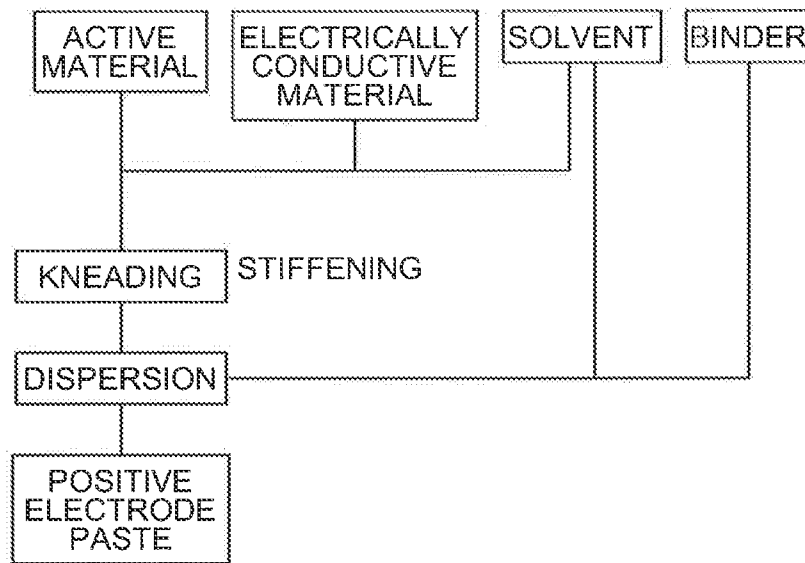 ACTIVE
MATERIAL
ELECTRICALLY
CONDUCTIVE
MATERIAL
SOLVENT
BINDER
KNEADING
STIFFENING
DISPERSION
POSITIVE
ELECTRODE
PASTE